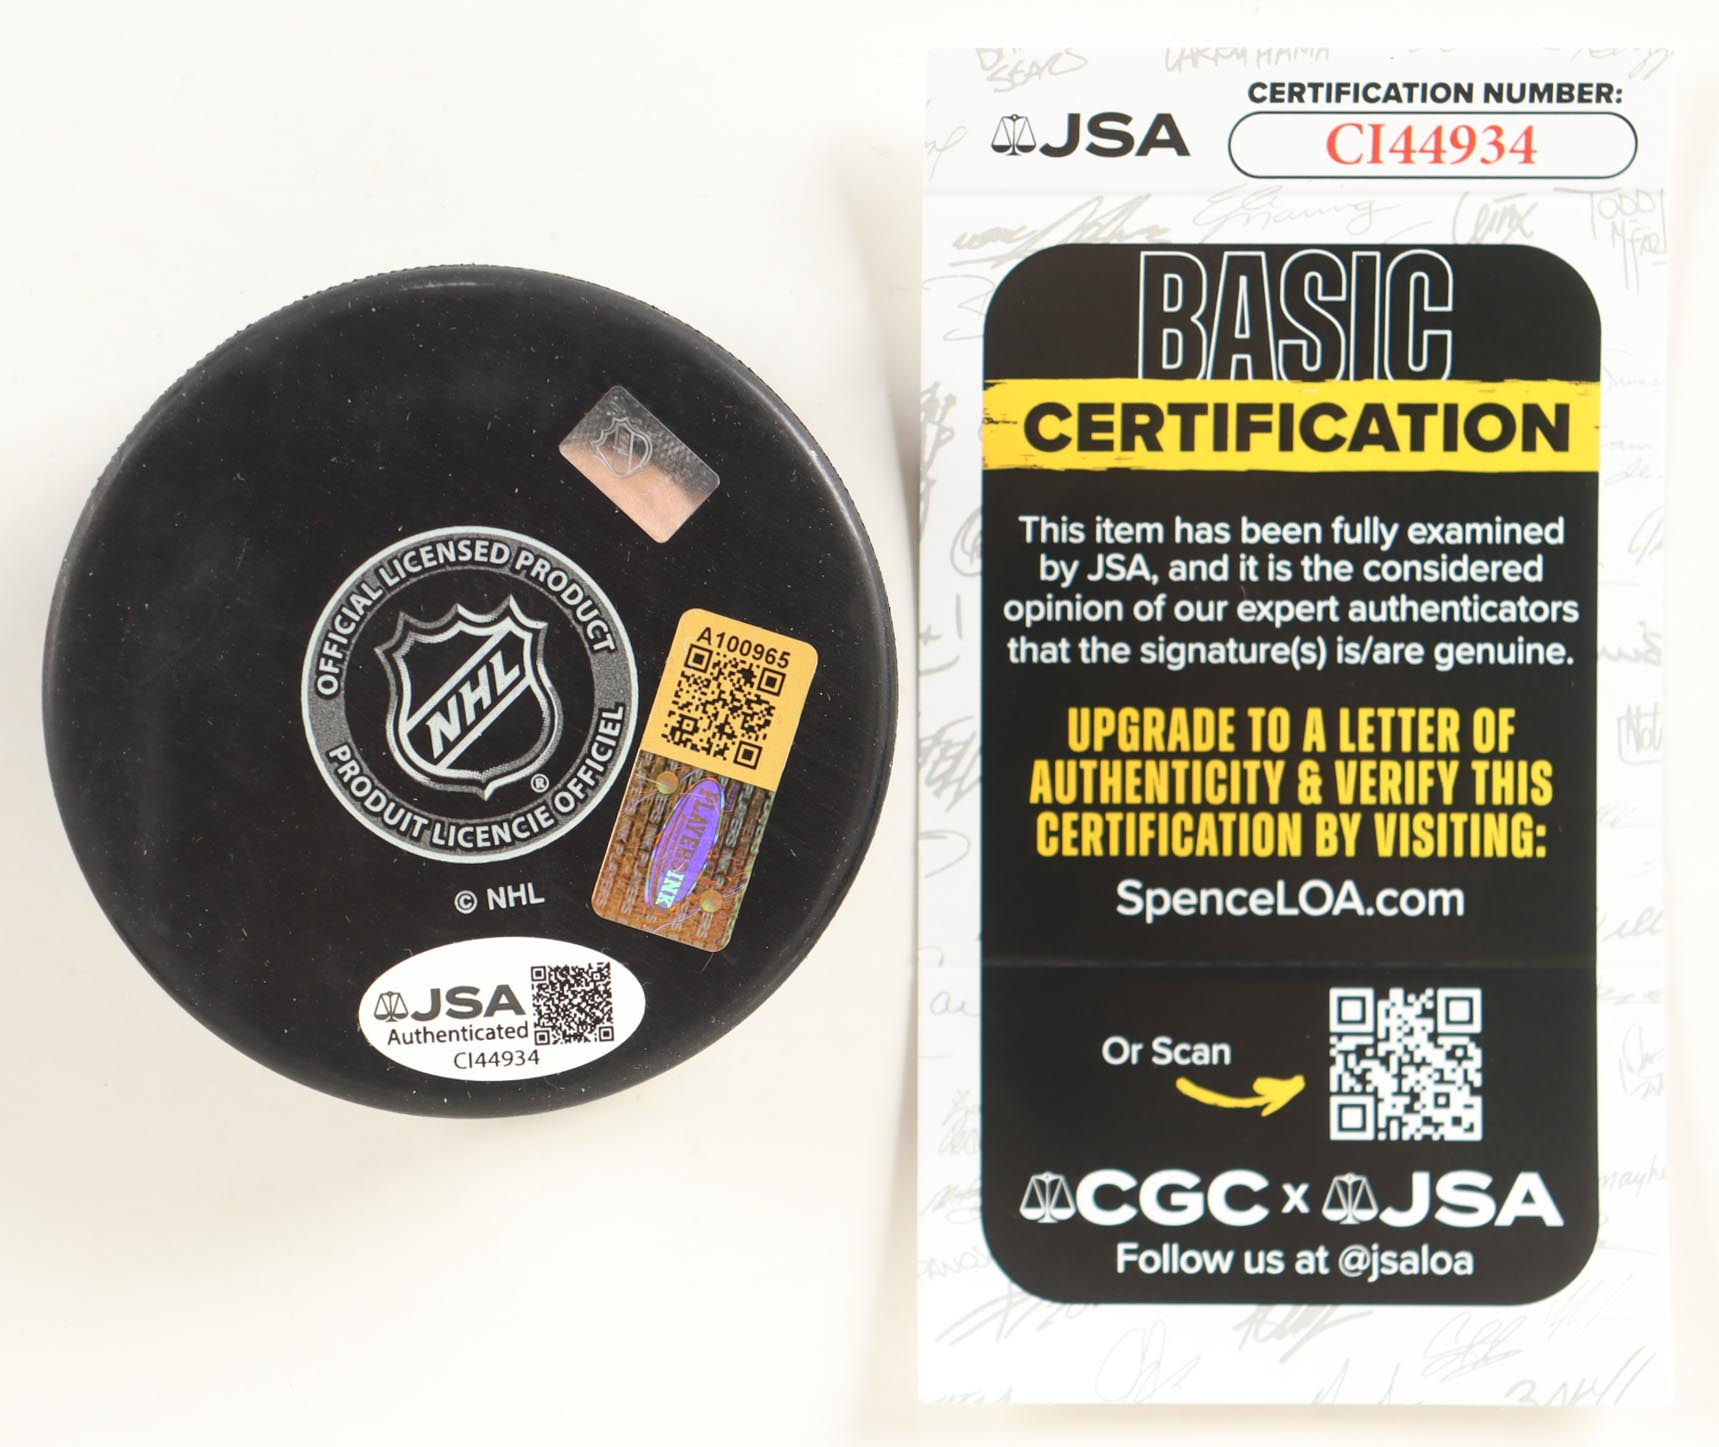 OFFICIAL LICENSED PRODUCT
NHL
®
PRODUIT LICENCIE OFFICIEL
© NHL
A100965
PLAYERS INK
JSA
Authenticated
CI44934
JSA
CERTIFICATION NUMBER:
CI44934
BASIC
CERTIFICATION
This item has been fully examined
by JSA, and it is the considered
opinion of our expert authenticators
that the signature(s) is/are genuine.
UPGRADE TO A LETTER OF
AUTHENTICITY & VERIFY THIS
CERTIFICATION BY VISITING:
SpenceLOA.com
Or Scan
CGC x JSA
Follow us at @jsaloa